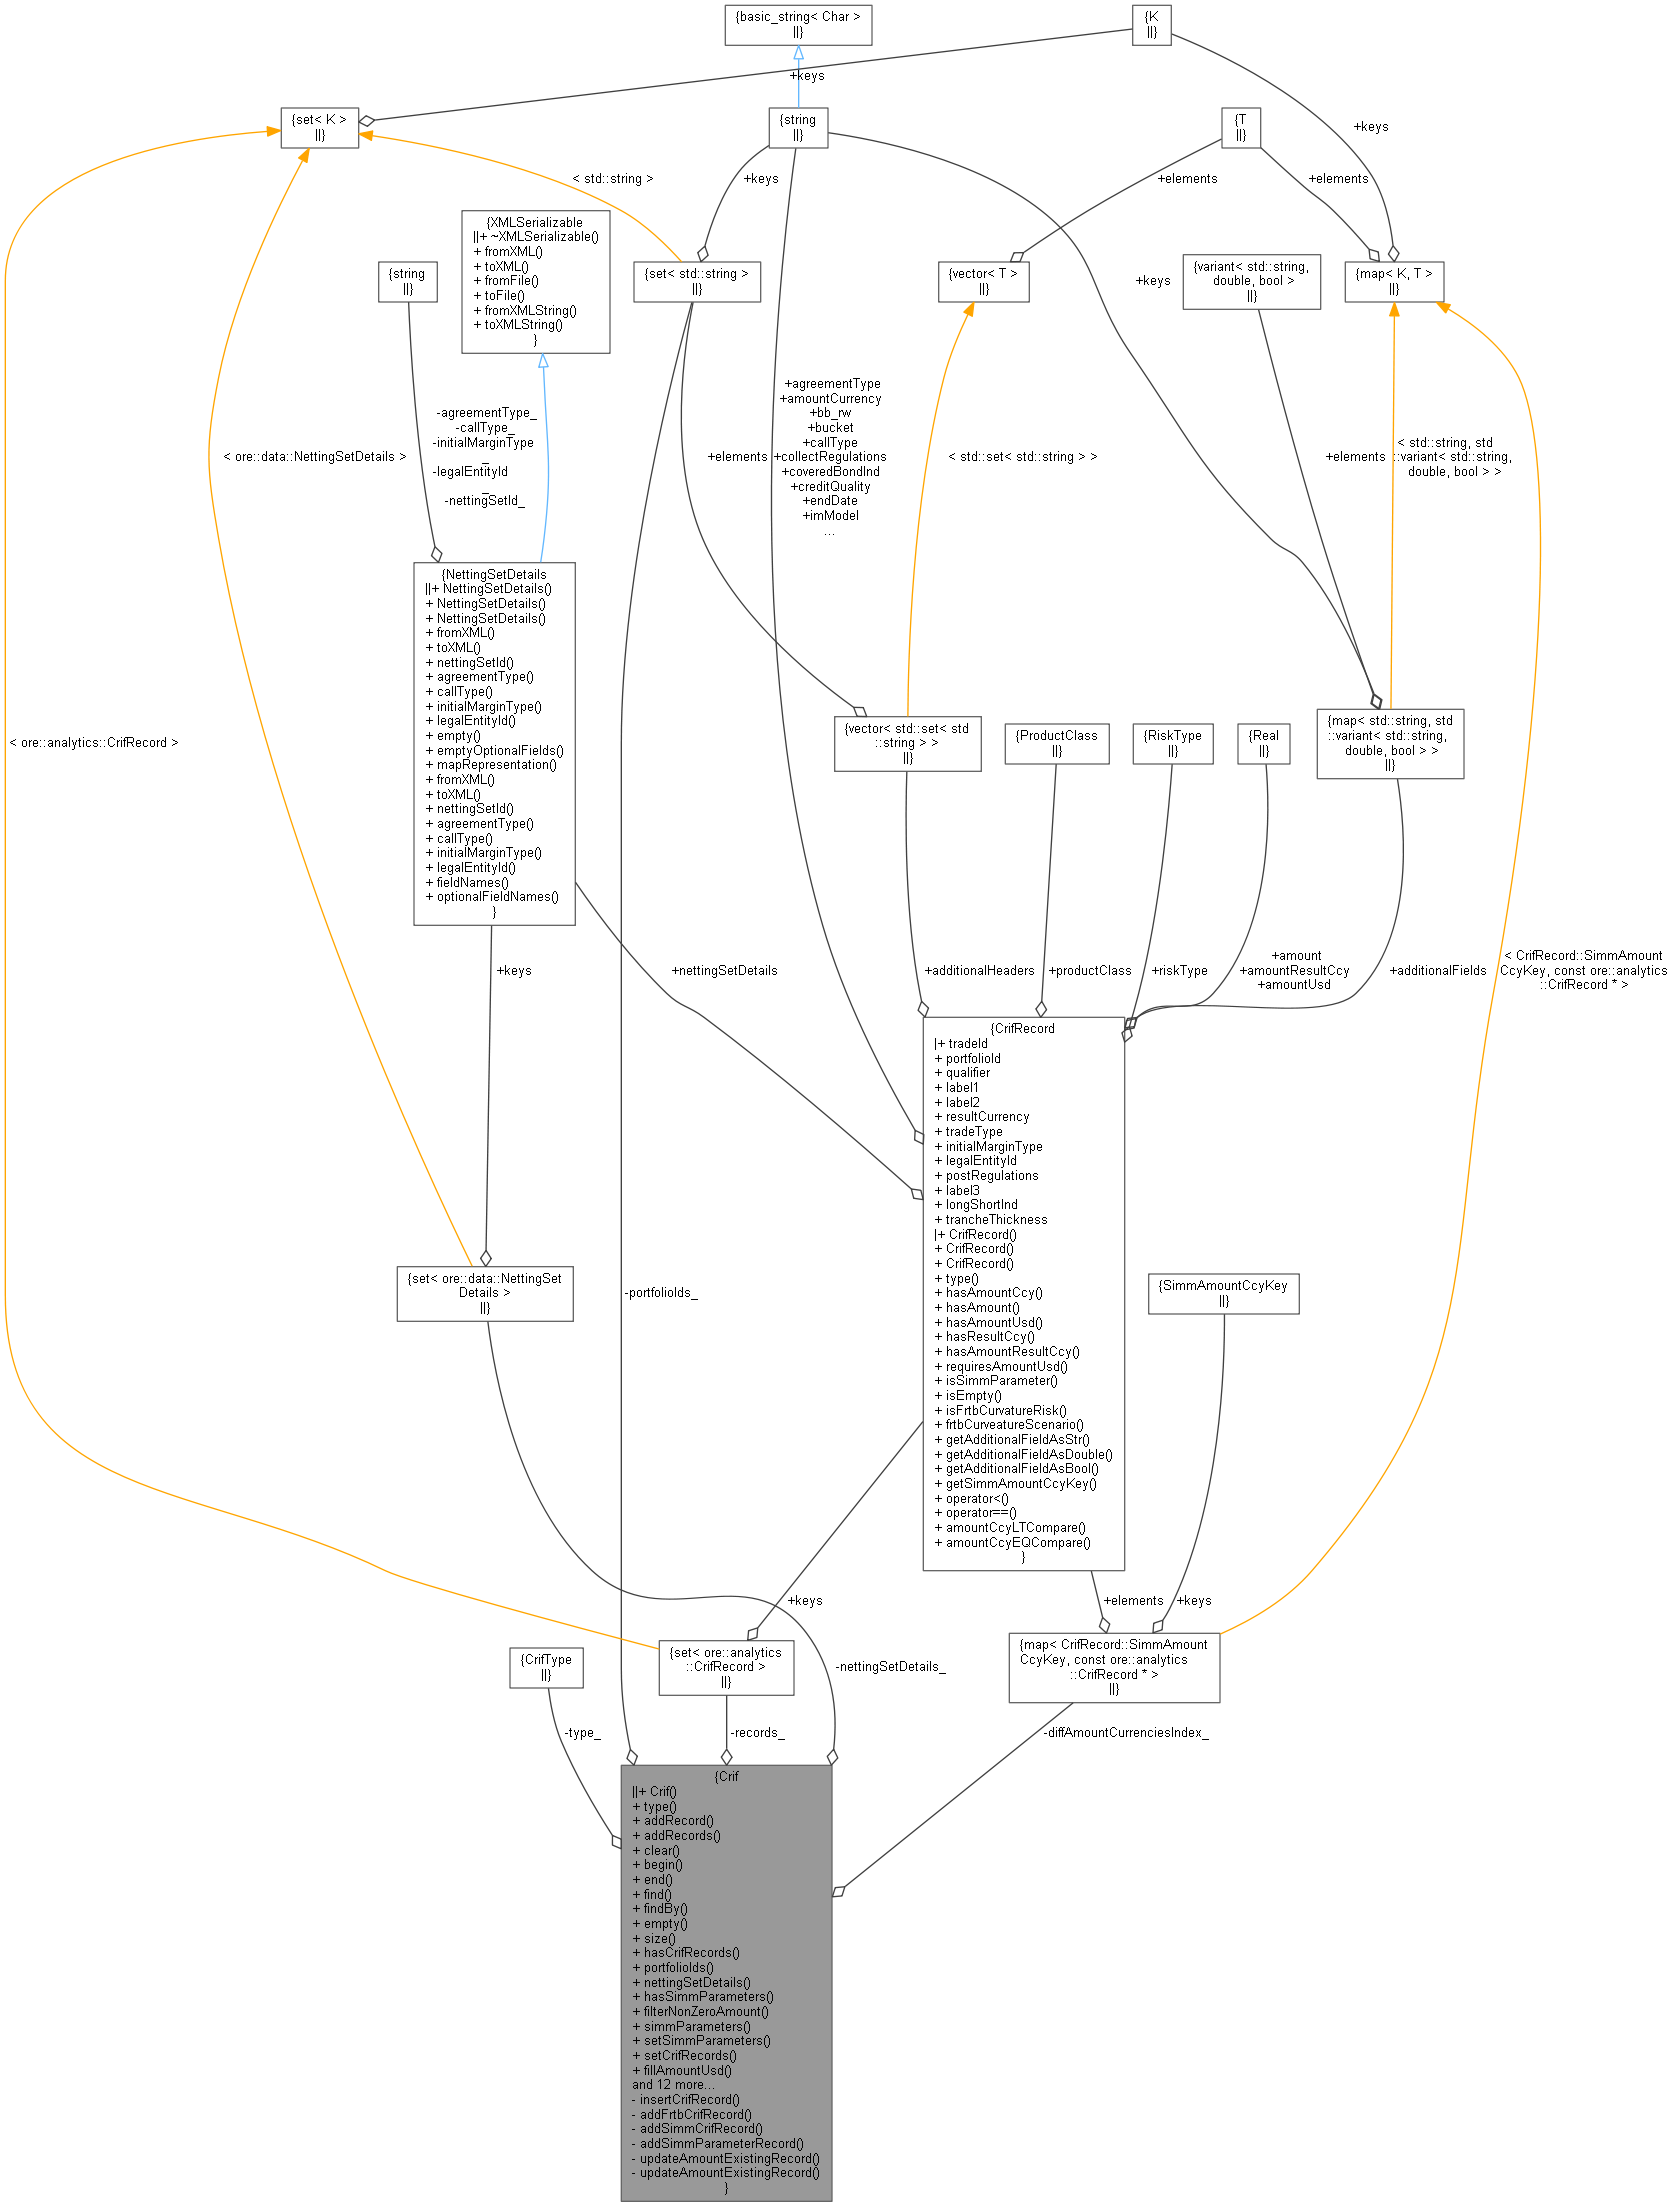 {basic_string< Char >
||}
{K
||}
+keys
{set< K >
||}
{string
||}
{T
||}
+keys
< std::string >
+keys
+elements
+elements
{XMLSerializable
||+ ~XMLSerializable()
+ fromXML()
+ toXML()
+ fromFile()
+ toFile()
+ fromXMLString()
+ toXMLString()
}
{string
||}
{set< std::string >
||}
{vector< T >
||}
{variant< std::string,
double, bool >
||}
{map< K, T >
||}
+keys
-agreementType_
-callType_
-initialMarginType
_
-legalEntityId
_
-nettingSetId_
+agreementType
+amountCurrency
+bb_rw
+bucket
+callType
+collectRegulations
+coveredBondInd
+creditQuality
+endDate
+imModel
...
< ore::data::NettingSetDetails >
+elements
< std::set< std::string > >
+elements
< std::string, std
::variant< std::string,
double, bool > >
{NettingSetDetails
||+ NettingSetDetails()
+ NettingSetDetails()
+ NettingSetDetails()
+ fromXML()
+ toXML()
+ nettingSetId()
+ agreementType()
+ callType()
+ initialMarginType()
+ legalEntityId()
+ empty()
+ emptyOptionalFields()
+ mapRepresentation()
+ fromXML()
+ toXML()
+ nettingSetId()
+ agreementType()
+ callType()
+ initialMarginType()
+ legalEntityId()
+ fieldNames()
+ optionalFieldNames()
}
< ore::analytics::CrifRecord >
{vector< std::set< std
::string > >
||}
{ProductClass
||}
{RiskType
||}
{Real
||}
{map< std::string, std
::variant< std::string,
double, bool > >
||}
+keys
+nettingSetDetails
+additionalHeaders
+productClass
+riskType
+amount
+amountResultCcy
+amountUsd
+additionalFields
< CrifRecord::SimmAmount
CcyKey, const ore::analytics
::CrifRecord * >
{CrifRecord
|+ tradeId
+ portfolioId
+ qualifier
+ label1
+ label2
+ resultCurrency
+ tradeType
+ initialMarginType
+ legalEntityId
+ postRegulations
+ label3
+ longShortInd
+ trancheThickness
|+ CrifRecord()
+ CrifRecord()
+ CrifRecord()
+ type()
+ hasAmountCcy()
+ hasAmount()
+ hasAmountUsd()
+ hasResultCcy()
+ hasAmountResultCcy()
+ requiresAmountUsd()
+ isSimmParameter()
+ isEmpty()
+ isFrtbCurvatureRisk()
+ frtbCurveatureScenario()
+ getAdditionalFieldAsStr()
+ getAdditionalFieldAsDouble()
+ getAdditionalFieldAsBool()
+ getSimmAmountCcyKey()
+ operator<()
+ operator==()
+ amountCcyLTCompare()
+ amountCcyEQCompare()
}
{set< ore::data::NettingSet
Details >
||}
-portfolioIds_
{SimmAmountCcyKey
||}
+keys
+elements
+keys
{CrifType
||}
{set< ore::analytics
::CrifRecord >
||}
-nettingSetDetails_
{map< CrifRecord::SimmAmount
CcyKey, const ore::analytics
::CrifRecord * >
||}
-type_
-records_
-diffAmountCurrenciesIndex_
{Crif
||+ Crif()
+ type()
+ addRecord()
+ addRecords()
+ clear()
+ begin()
+ end()
+ find()
+ findBy()
+ empty()
+ size()
+ hasCrifRecords()
+ portfolioIds()
+ nettingSetDetails()
+ hasSimmParameters()
+ filterNonZeroAmount()
+ simmParameters()
+ setSimmParameters()
+ setCrifRecords()
+ fillAmountUsd()
and 12 more...
- insertCrifRecord()
- addFrtbCrifRecord()
- addSimmCrifRecord()
- addSimmParameterRecord()
- updateAmountExistingRecord()
- updateAmountExistingRecord()
}